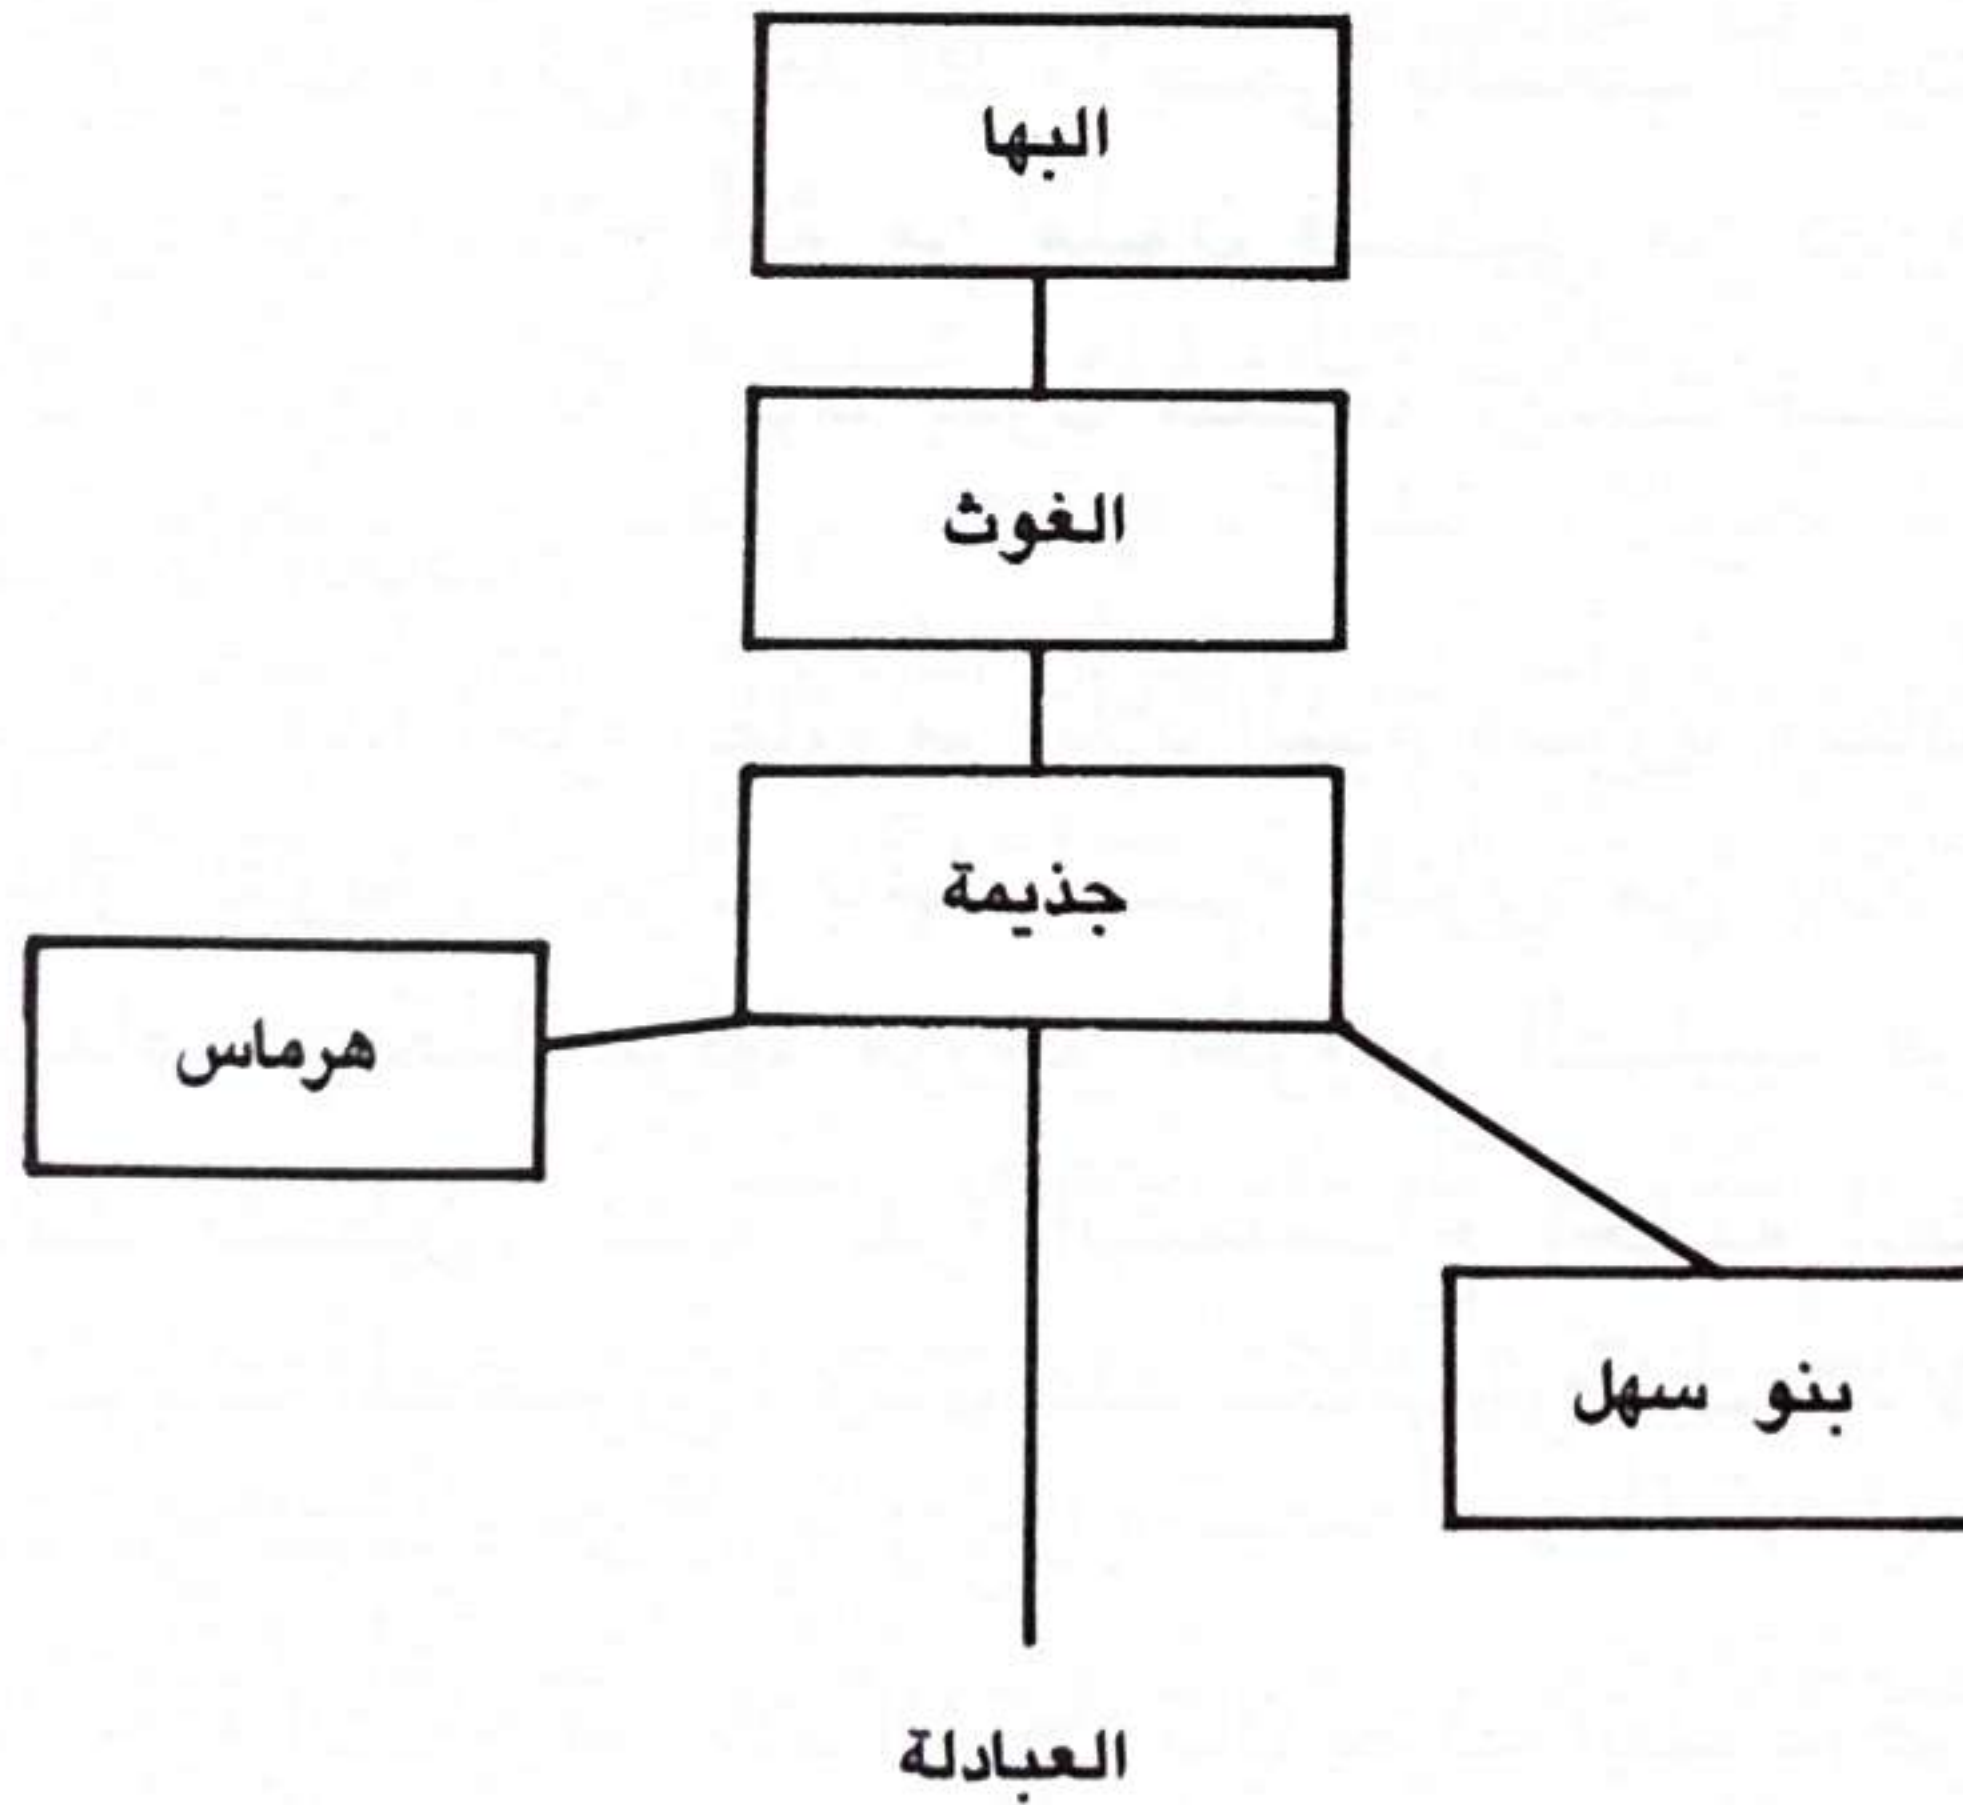 البها
الغوث
جذيمة
هرماس
بنو سهل
العبادلة